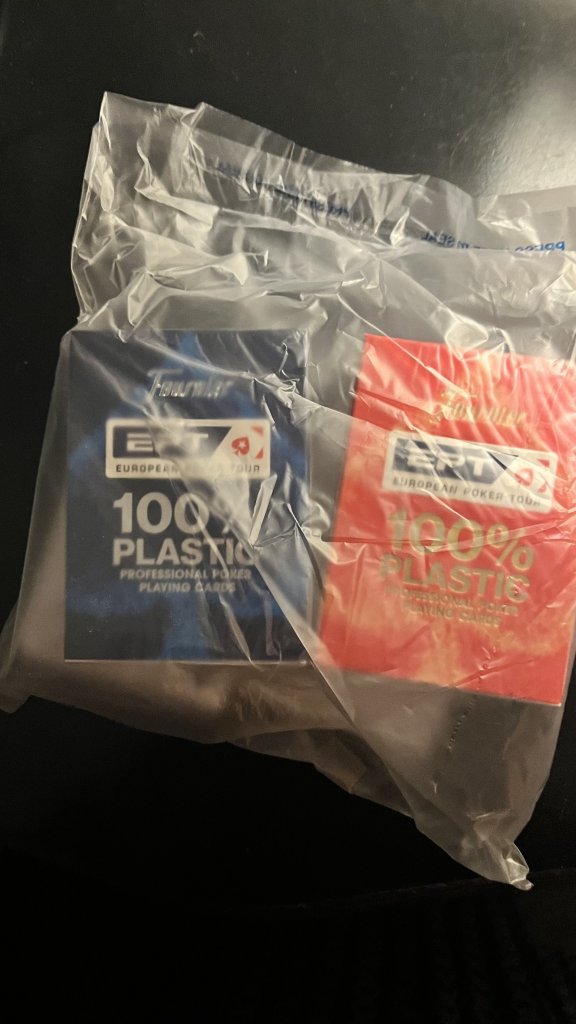 Fournier
EPT
EUROPEAN POKER TOUR
100%
PLASTIC
PROFESSIONAL POKER
PLAYING CARDS
Fournier
EPT
EUROPEAN POKER TOUR
100%
PLASTIC
PROFESSIONAL POKER
PLAYING CARDS